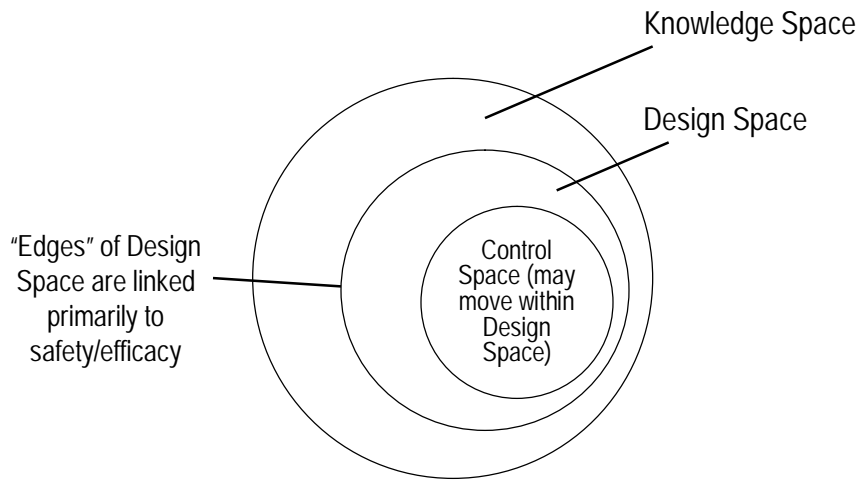 Knowledge Space
Design Space
“Edges” of Design
Space are linked
primarily to
safety/efficacy
Control
Space (may
move within
Design
Space)